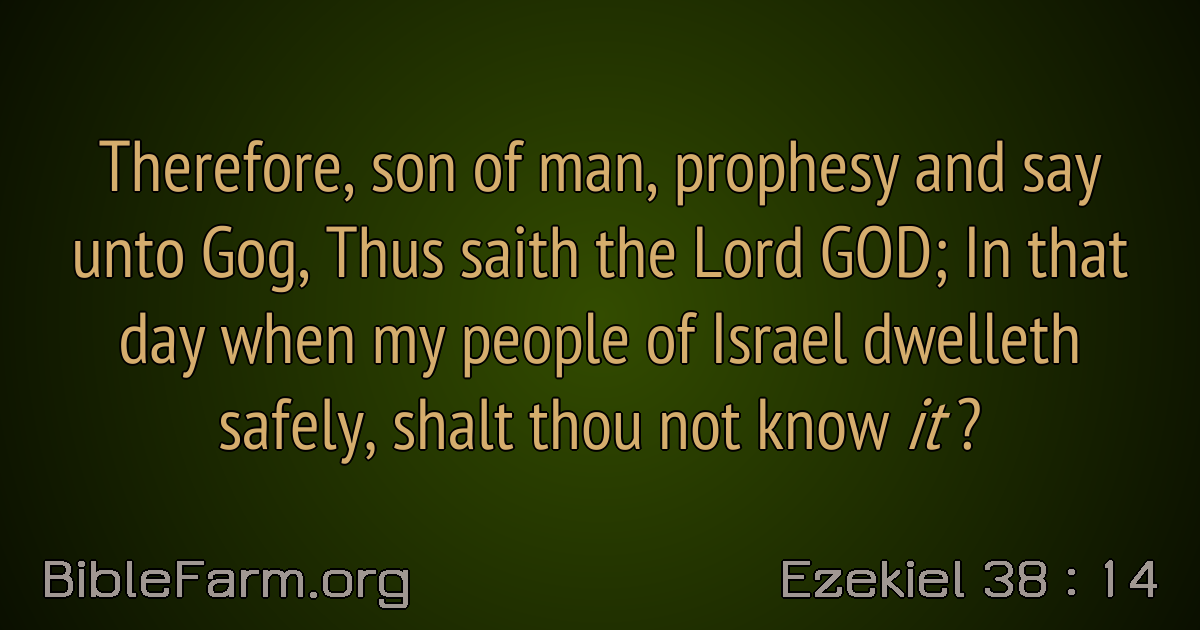 Therefore, son of man, prophesy and say
unto Gog, Thus saith the Lord GOD; In that
day when my people of Israel dwelleth
safely, shalt thou not know it ?
BibleFarm.org
Ezekiel 38 : 14